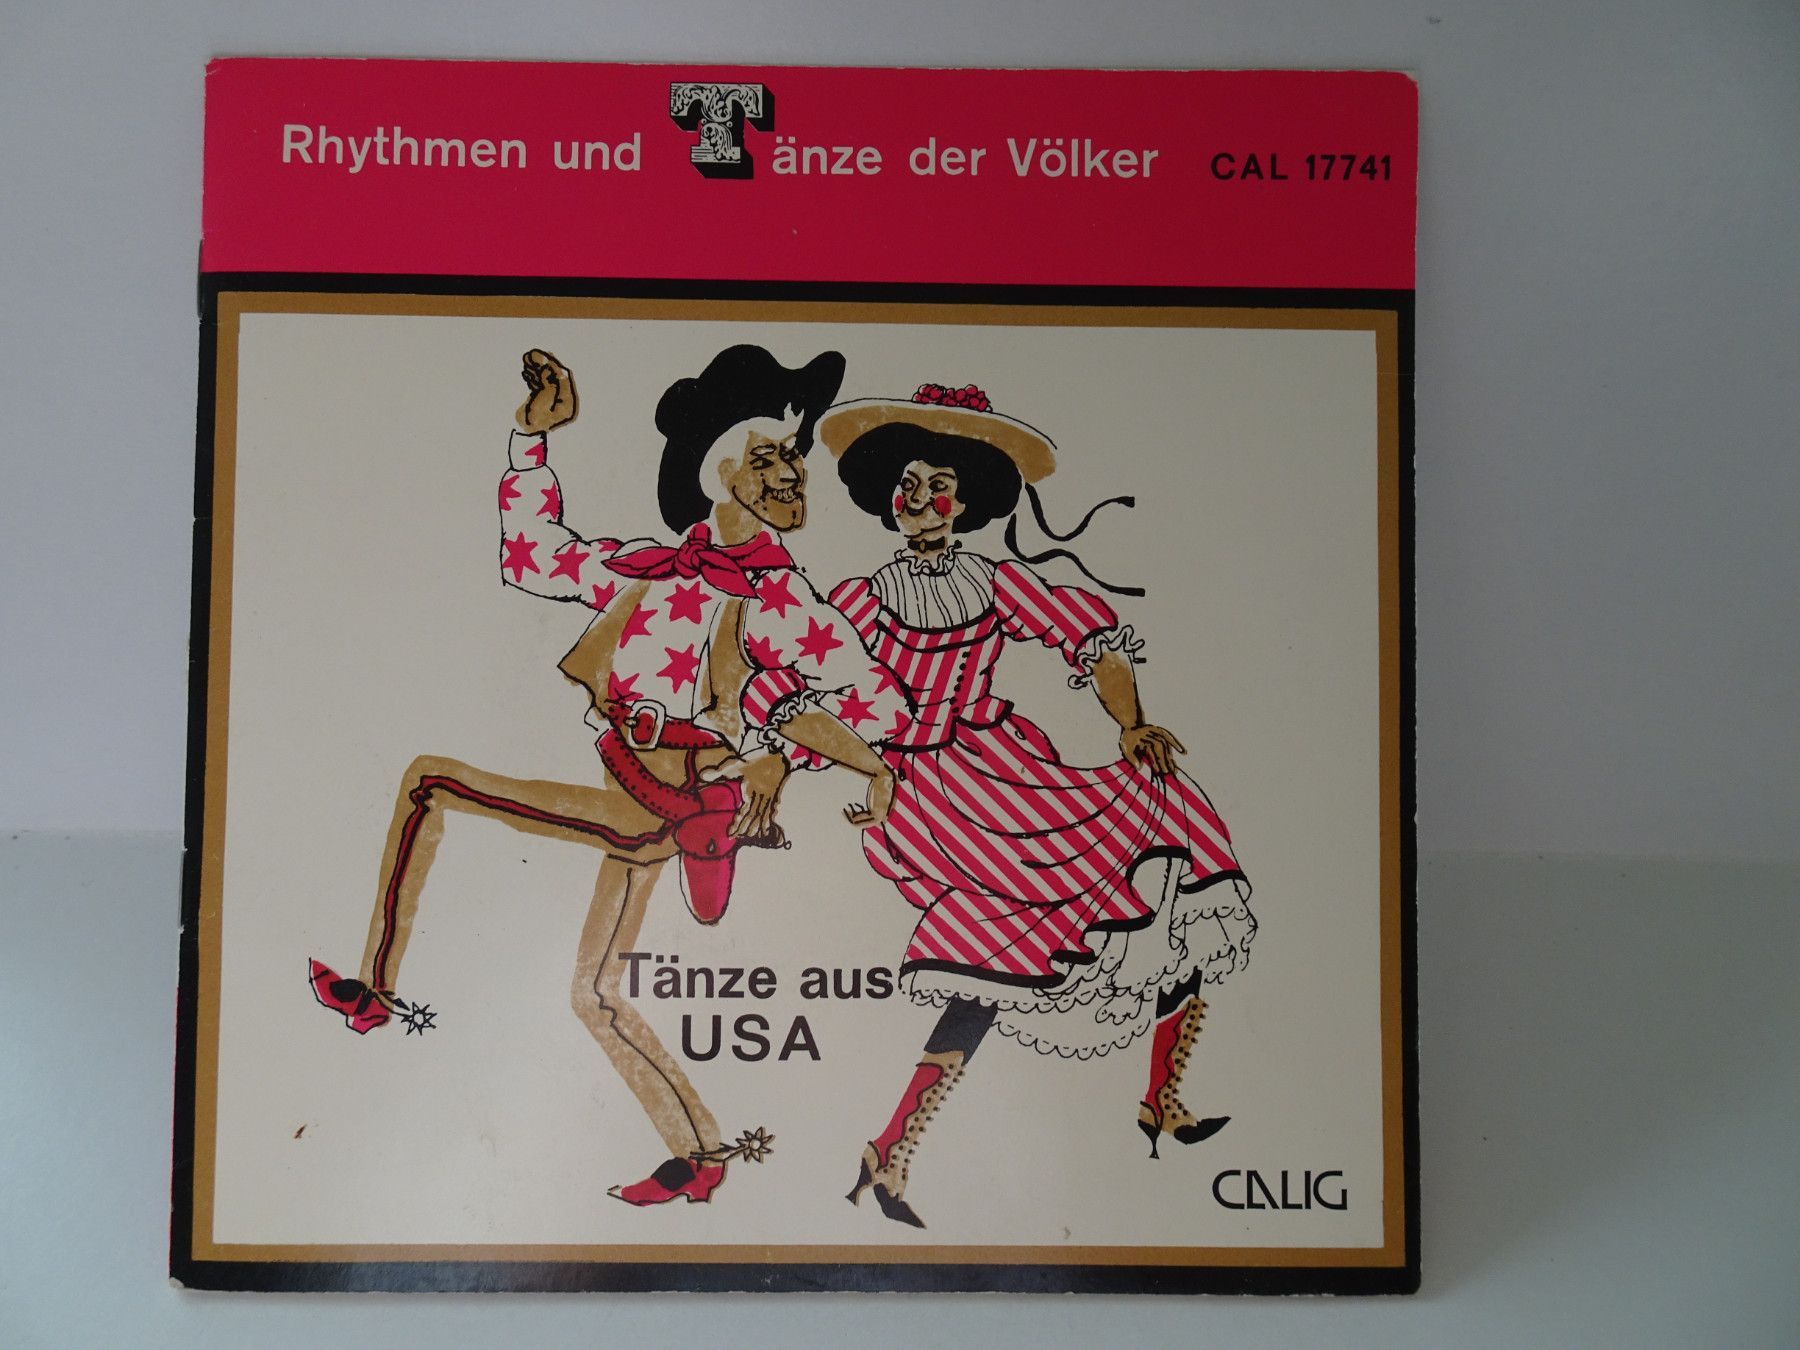 Rhythmen und Tänze der Völker CAL 17741
Tänze aus
USA
CALIG